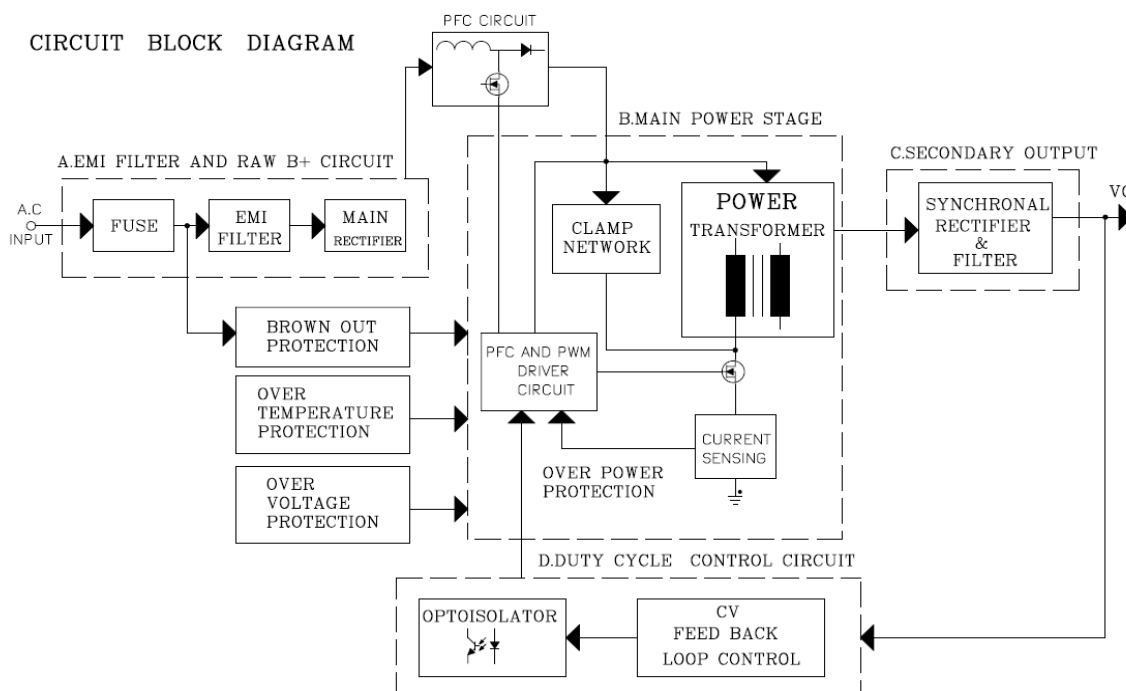 CIRCUIT BLOCK DIAGRAM
PFC CIRCUIT
A.EMI FILTER AND RAW B+ CIRCUIT
A.C
INPUT
FUSE
EMI
FILTER
MAIN
RECTIFIER
B.MAIN POWER STAGE
CLAMP
NETWORK
POWER
TRANSFORMER
C.SECONDARY OUTPUT
SYNCHRONAL
RECTIFIER
&
FILTER
BROWN OUT
PROTECTION
OVER
TEMPERATURE
PROTECTION
OVER
VOLTAGE
PROTECTION
PFC AND PWM
DRIVER
CIRCUIT
CURRENT
SENSING
OVER POWER
PROTECTION
D.DUTY CYCLE CONTROL CIRCUIT
OPTOISOLATOR
CV
FEED BACK
LOOP CONTROL